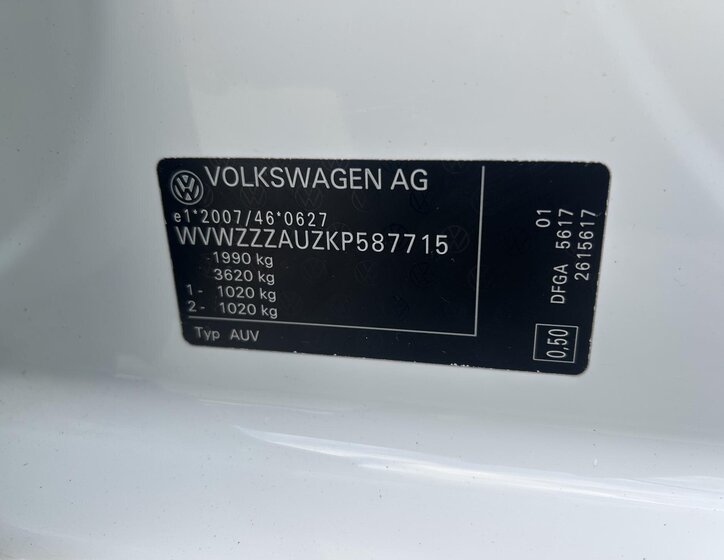 VOLKSWAGEN AG
e1*2007/46*0627
WVWZZZAUZKP587715
1990 kg
3620 kg
1- 1020 kg
2- 1020 kg
Typ AUV
01
DFGA 5617
2615617
0,50